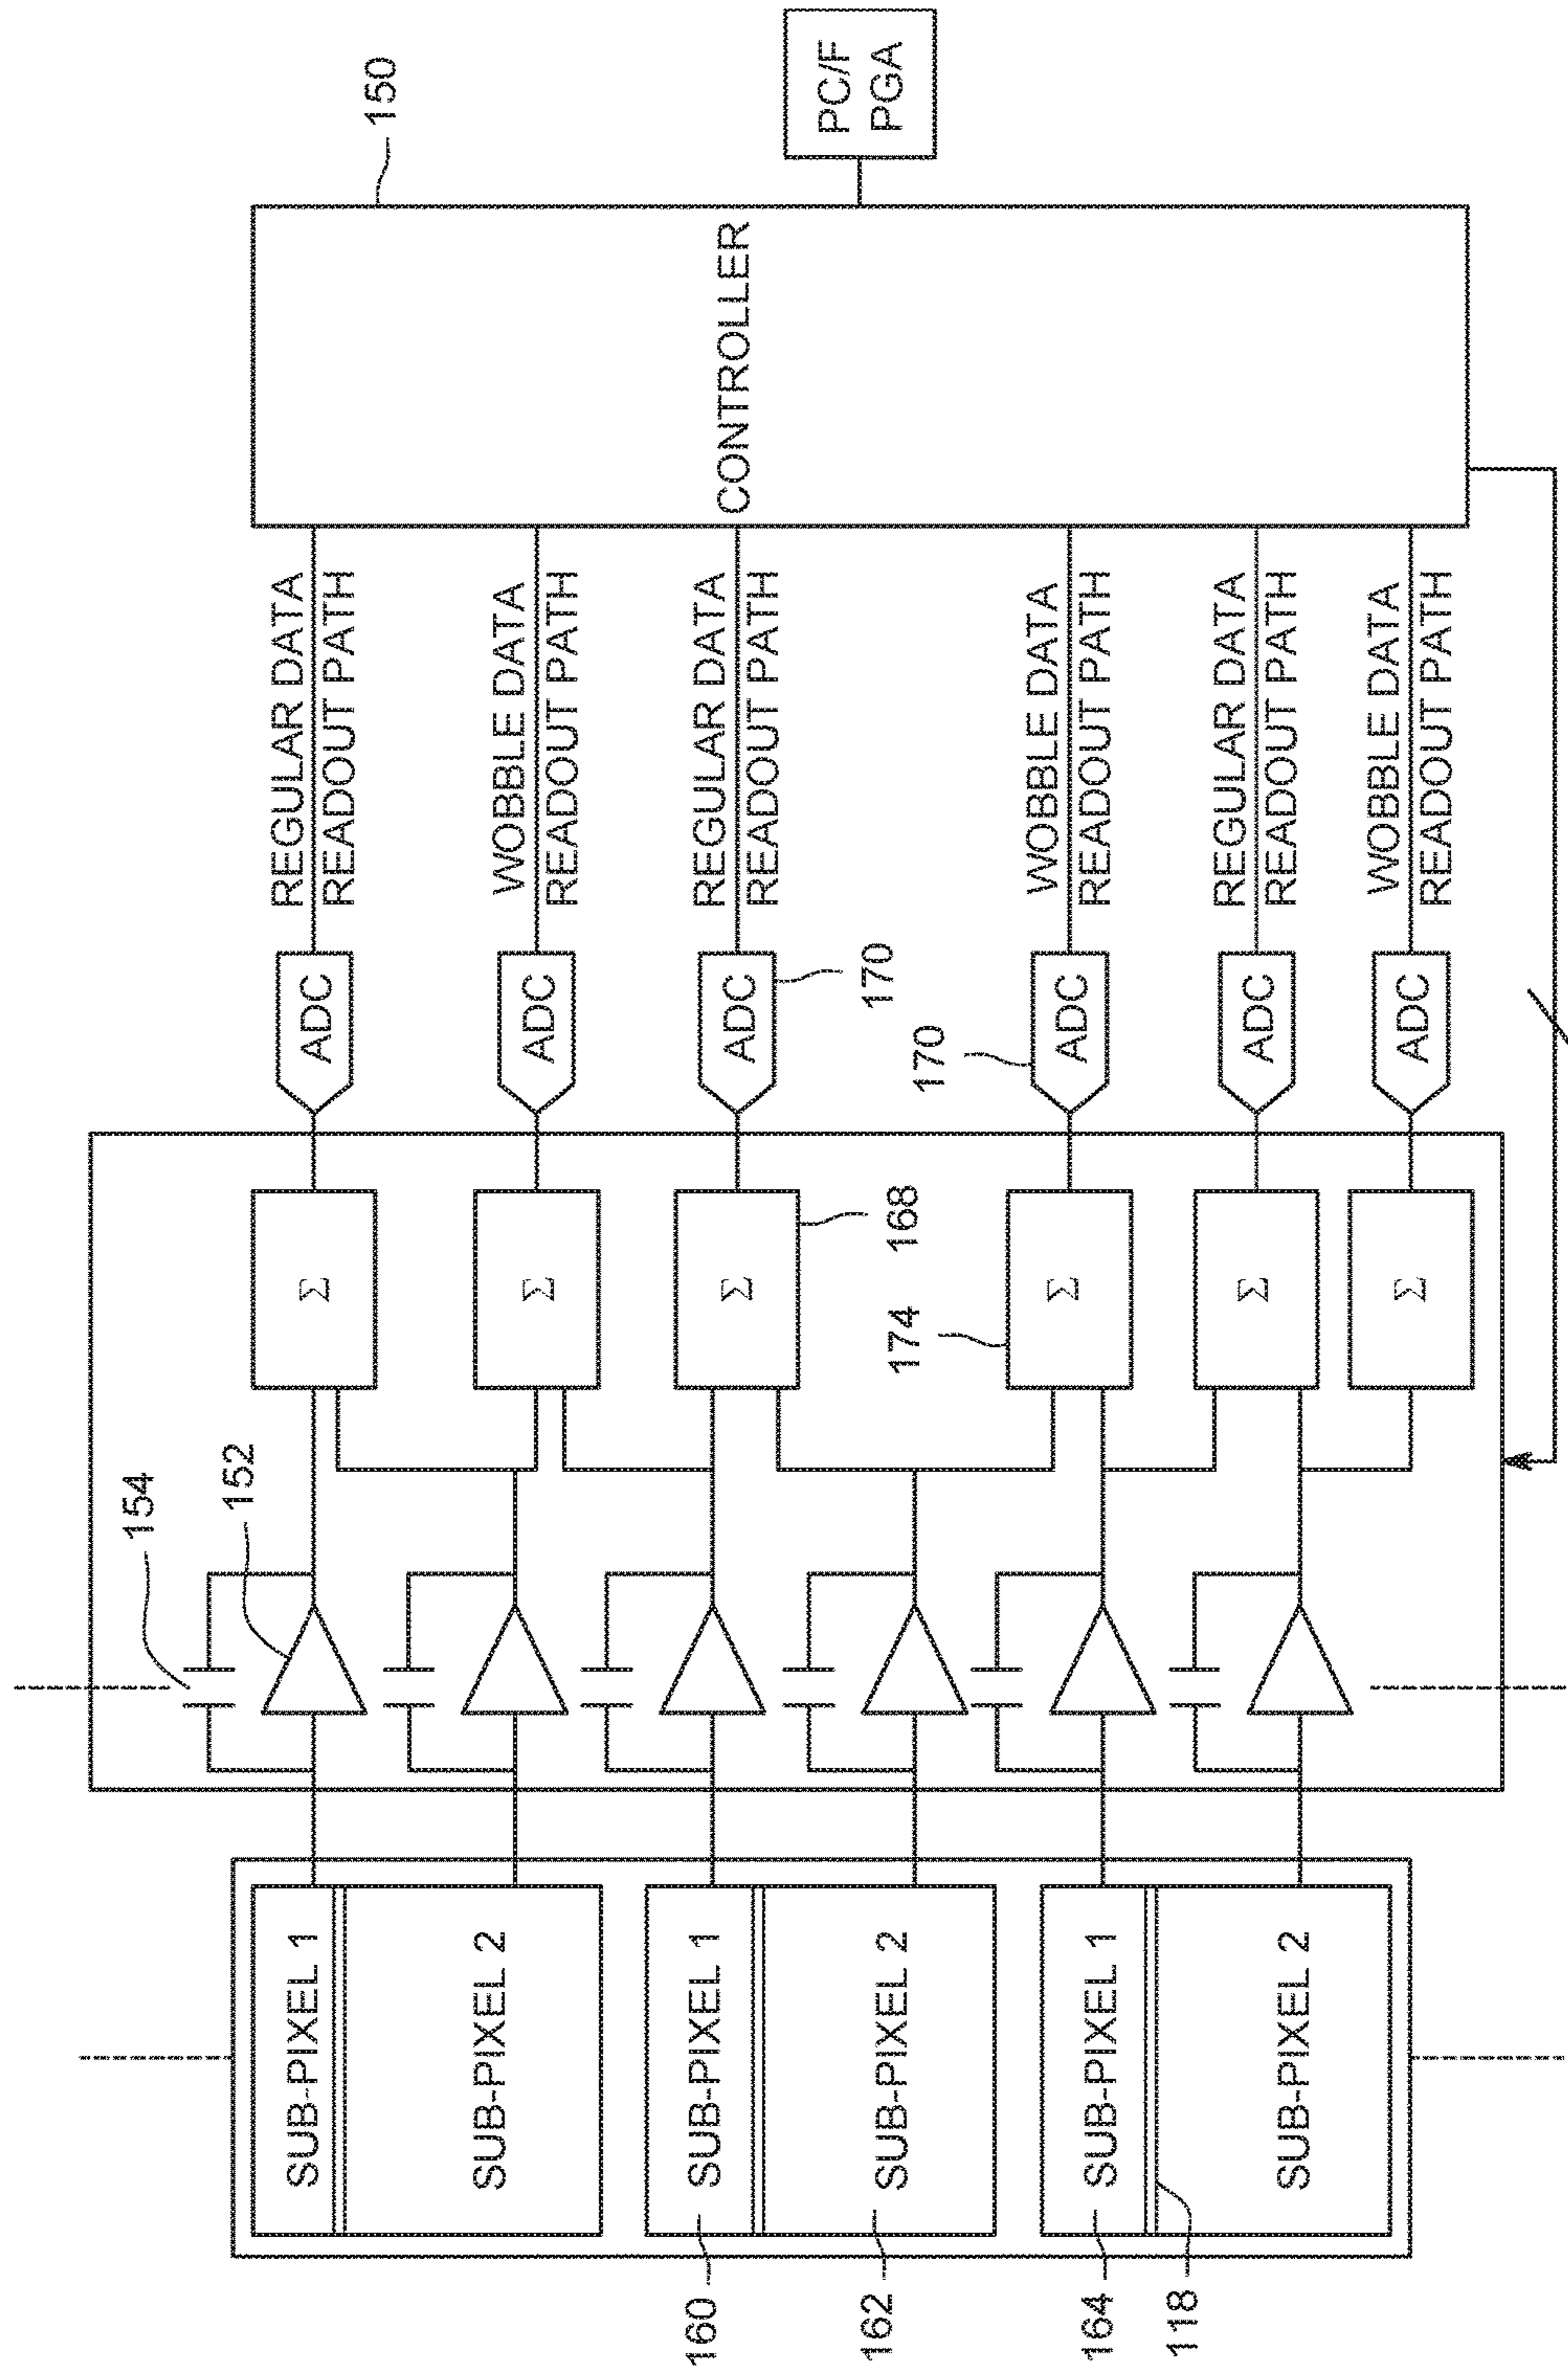 SUB-PIXEL 1
SUB-PIXEL 2
160
SUB-PIXEL 1
SUB-PIXEL 2
162
164
SUB-PIXEL 1
118
SUB-PIXEL 2
154
152
Σ
Σ
Σ
168
174
Σ
Σ
Σ
ADC
ADC
ADC
170
170
ADC
ADC
ADC
REGULAR DATA
READOUT PATH
WOBBLE DATA
READOUT PATH
REGULAR DATA
READOUT PATH
WOBBLE DATA
READOUT PATH
REGULAR DATA
READOUT PATH
WOBBLE DATA
READOUT PATH
CONTROLLER
150
PC/F
PGA